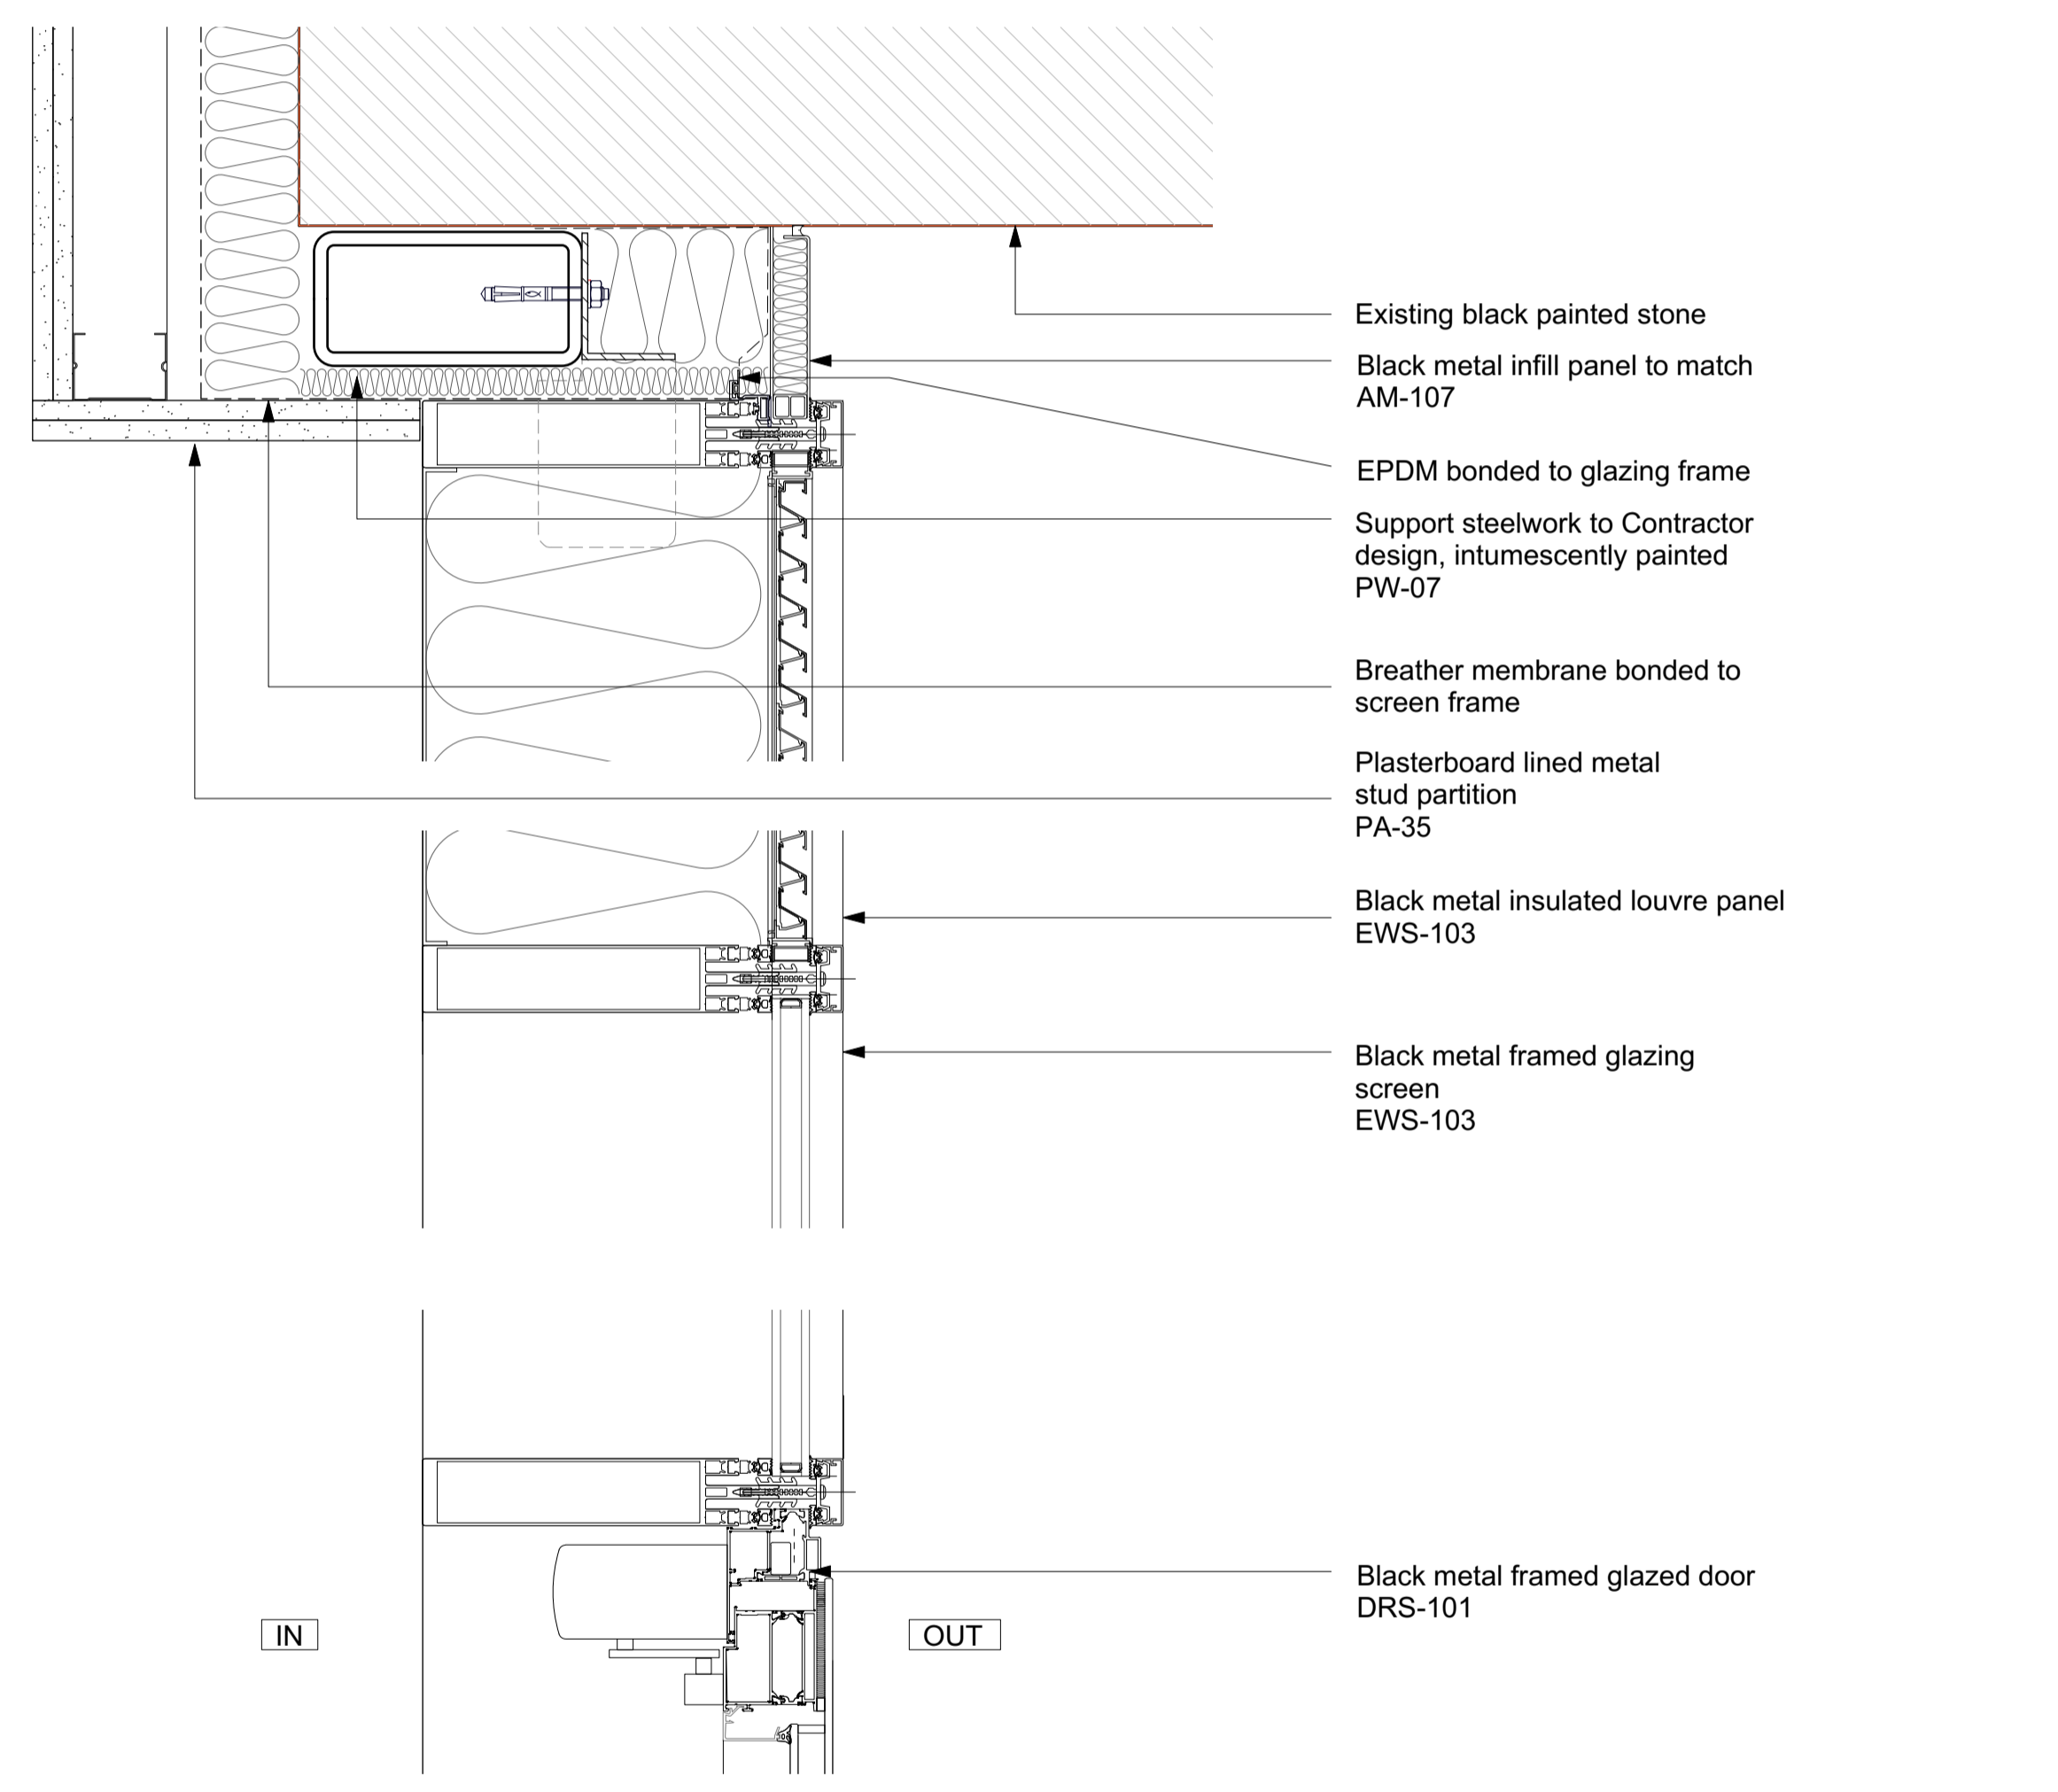 Existing black painted stone
Black metal infill panel to match
AM-107
EPDM bonded to glazing frame
Support steelwork to Contractor
design, intumescently painted
PW-07
Breather membrane bonded to
screen frame
Plasterboard lined metal
stud partition
PA-35
Black metal insulated louvre panel
EWS-103
Black metal framed glazing
screen
EWS-103
Black metal framed glazed door
DRS-101
IN
OUT